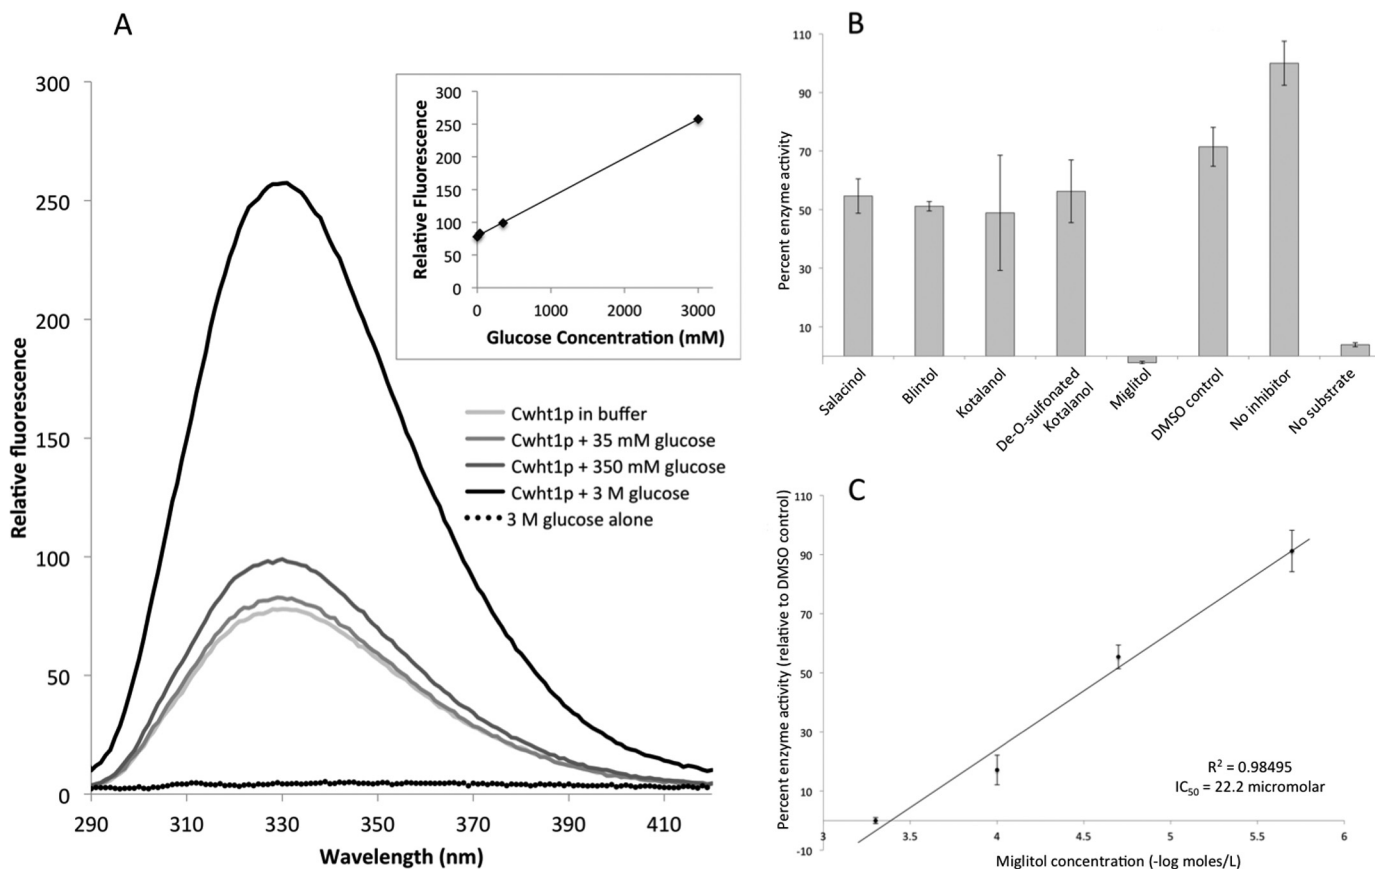 A
300
250
200
150
100
50
0
Relative fluorescence
290
310
330
350
370
390
410
Wavelength (nm)
300
250
200
150
100
50
0
Relative Fluorescence
0
1000
2000
3000
Glucose Concentration (mM)
Cwht1p in buffer
Cwht1p + 35 mM glucose
Cwht1p + 350 mM glucose
Cwht1p + 3 M glucose
3 M glucose alone
B
110
90
70
50
30
10
Percent enzyme activity
Salacinol
Blintol
Kotalanol
De-O-sulfonated
Kotalanol
Miglitol
DMSO control
No inhibitor
No substrate
C
110
90
70
50
30
10
-10
Percent enzyme activity (relative to DMSO control)
R² = 0.98495
IC₅₀ = 22.2 micromolar
3
3.5
4
4.5
5
5.5
6
Miglitol concentration (-log moles/L)